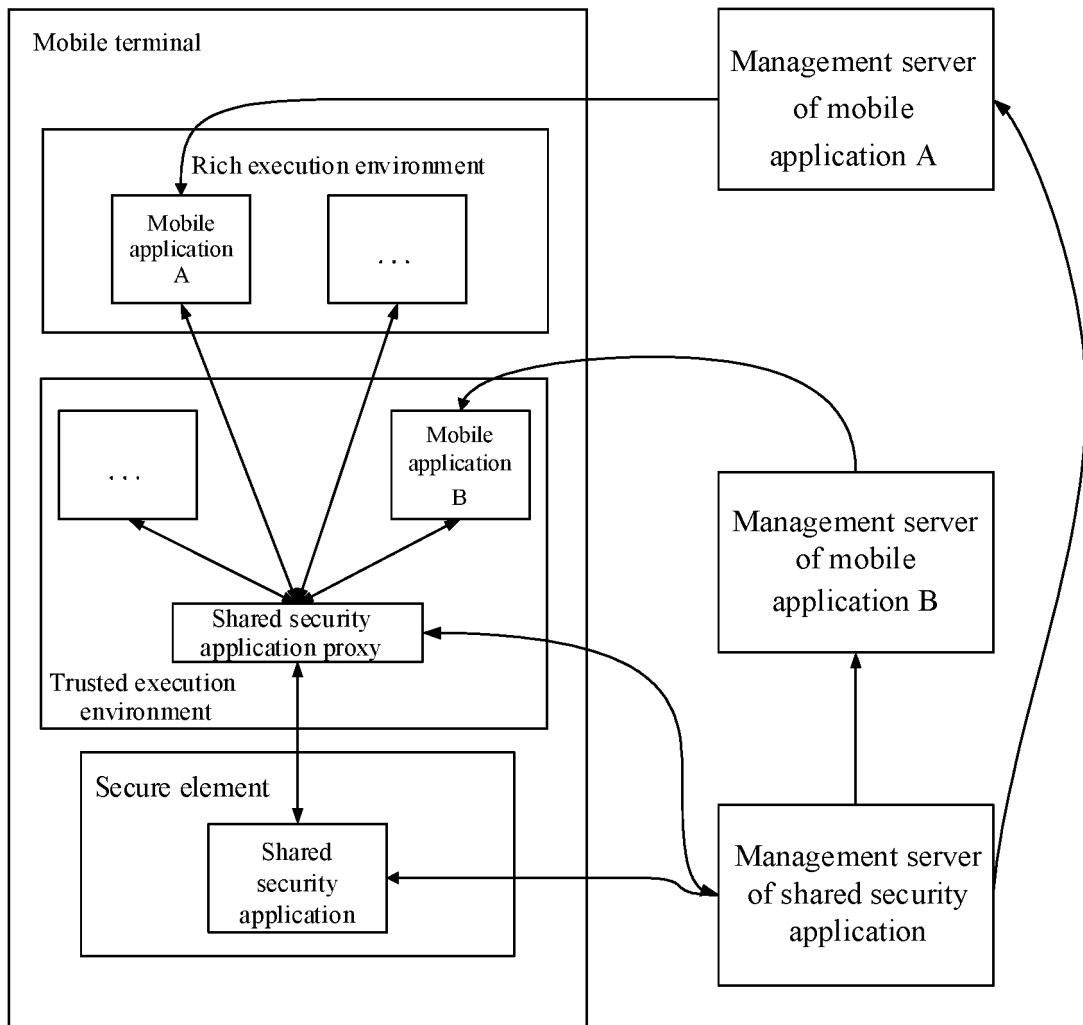 Mobile terminal
Management server
of mobile
application A
Rich execution environment
Mobile
application
A
...
...
Mobile
application
B
Management server
of mobile
application B
Shared security
application proxy
Trusted execution
environment
Secure element
Shared
security
application
Management server
of shared security
application